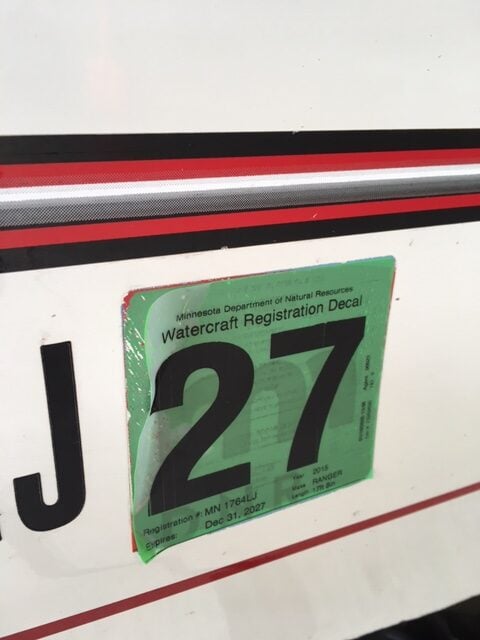 J
Minnesota Department of Natural Resources
Watercraft Registration Decal
27
Registration #: MN 1764LJ
Expires: Dec 31, 2027
Year 2015
Make RANGER
Length 17ft 8in